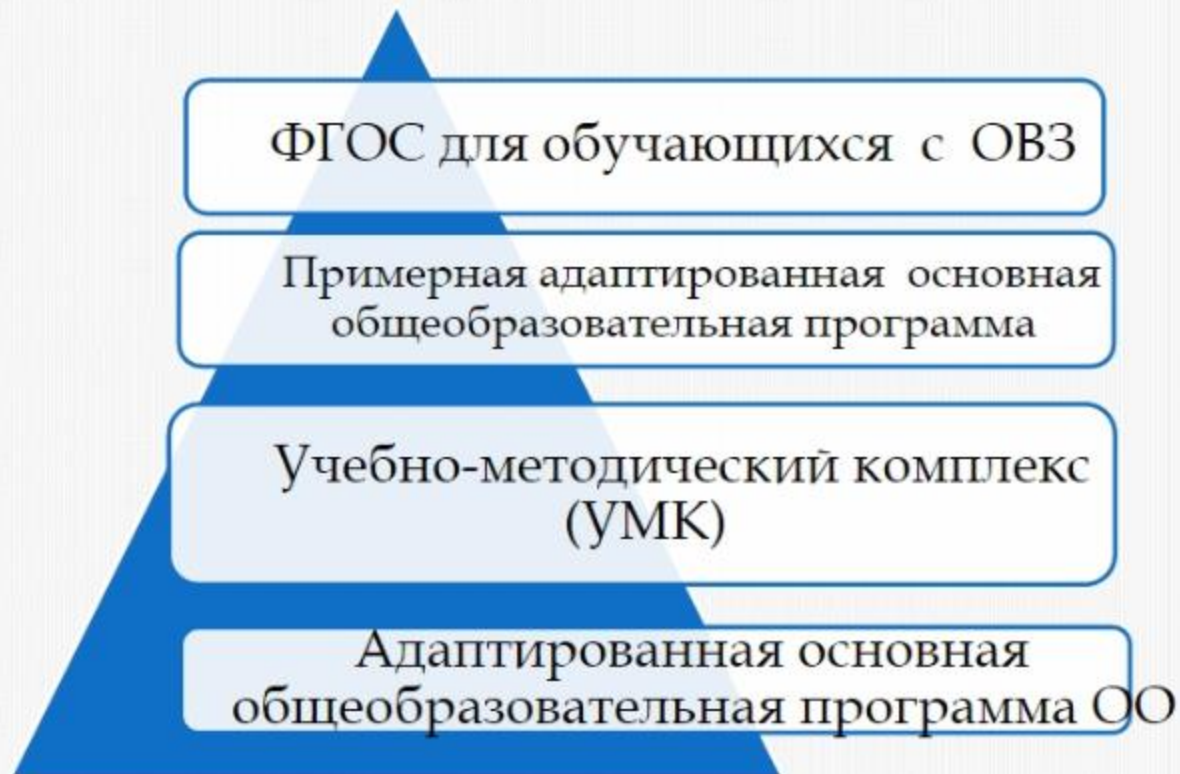 ФГОС для обучающихся с ОВЗ
Примерная адаптированная основная
общеобразовательная программа
Учебно-методический комплекс
(УМК)
Адаптированная основная
общеобразовательная программа ОО